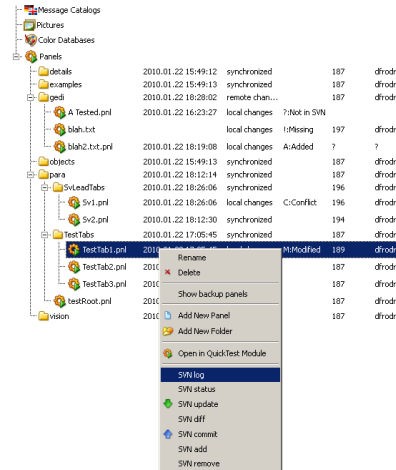 Message Catalogs
Pictures
Color Databases
Panels
details 2010.01.22 15:49:12 synchronized 187 dfrodr
examples 2010.01.22 15:49:13 synchronized 187 dfrodr
gedi 2010.01.22 18:28:02 remote chan... 187 dfrodr
A Tested.pnl 2010.01.22 16:23:27 local changes ?:Not in SVN
blah.txt local changes !:Missing 197 dfrodr
blah2.txt.pnl 2010.01.22 18:19:08 local changes A:Added ? ?
objects 2010.01.22 15:49:13 synchronized 187 dfrodr
para 2010.01.22 18:12:14 synchronized 187 dfrodr
SvLeadTabs 2010.01.22 18:26:06 synchronized 196 dfrodr
Sv1.pnl 2010.01.22 18:26:06 local changes C:Conflict 196 dfrodr
Sv2.pnl 2010.01.22 18:12:30 synchronized 194 dfrodr
TestTabs 2010.01.22 17:05:45 synchronized 187 dfrodr
TestTab1.pnl M:Modified 189 dfrodr
TestTab2.pnl 2010 187 dfrodr
TestTab3.pnl 2010 187 dfrodr
testRoot.pnl 2010 187 dfrodr
vision 2010 187 dfrodr
Rename
Delete
Show backup panels
Add New Panel
Add New Folder
Open in QuickTest Module
SVN log
SVN status
SVN update
SVN diff
SVN commit
SVN add
SVN remove